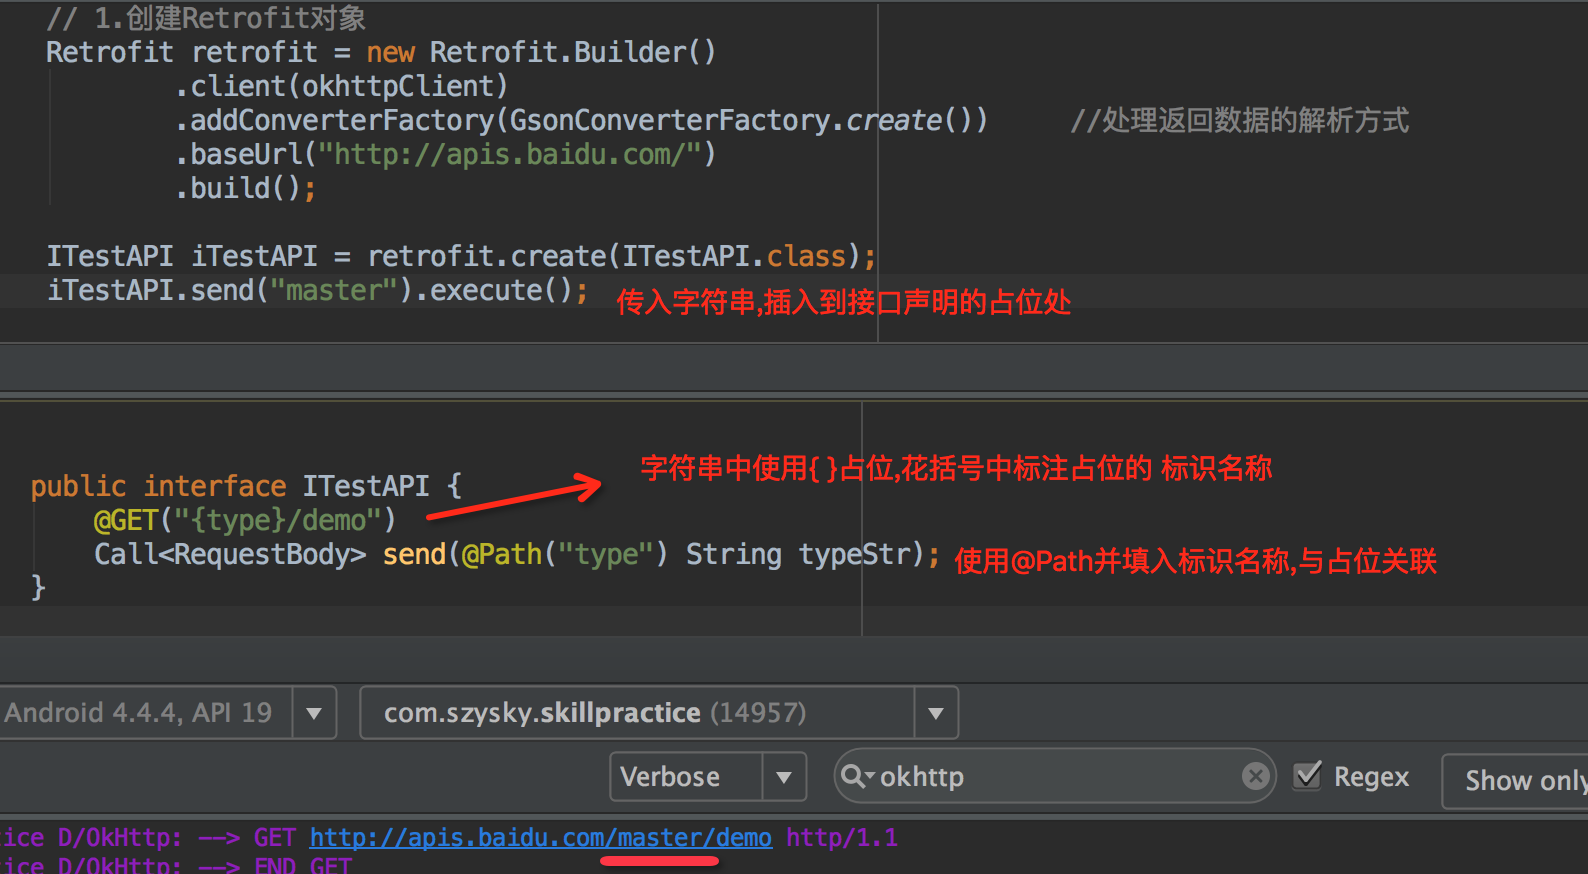 // 1.创建Retrofit对象
Retrofit retrofit = new Retrofit.Builder()
.client(okhttpClient)
.addConverterFactory(GsonConverterFactory.create()) //处理返回数据的解析方式
.baseUrl("http://apis.baidu.com/")
.build();
ITestAPI iTestAPI = retrofit.create(ITestAPI.class);
iTestAPI.send("master").execute(); 传入字符串,插入到接口声明的占位处
字符串中使用{ }占位,花括号中标注占位的 标识名称
public interface ITestAPI {
@GET("{type}/demo")
Call<RequestBody> send(@Path("type") String typeStr); 使用@Path并填入标识名称,与占位关联
}
Android 4.4.4, API 19 com.szysky.skillpractice (14957)
Verbose okhttp Regex Show only
tice D/OkHttp: --> GET http://apis.baidu.com/master/demo http/1.1
tice D/OkHttp: --> END GET